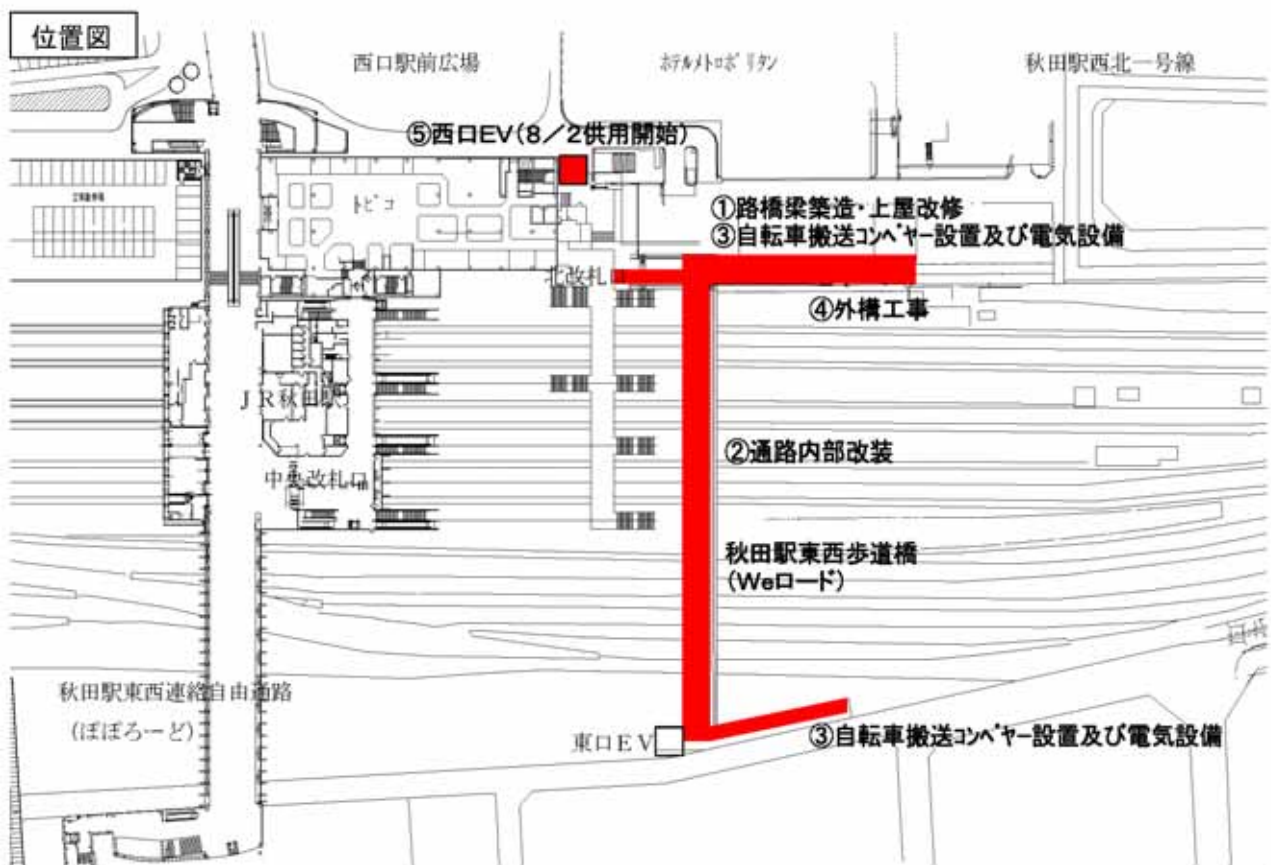 位置図
西口駅前広場
ホテルメトロポリタン
秋田駅西北一号線
⑤西口EV(8/2供用開始)
トピコ
①路橋梁築造・上屋改修
③自転車搬送コンベヤー設置及び電気設備
北改札口
④外構工事
JR秋田駅
②通路内部改装
中央改札口
秋田駅東西歩道橋
(Weロード)
秋田駅東西連絡自由通路
(ぽぽろーど)
東口EV
③自転車搬送コンベヤー設置及び電気設備